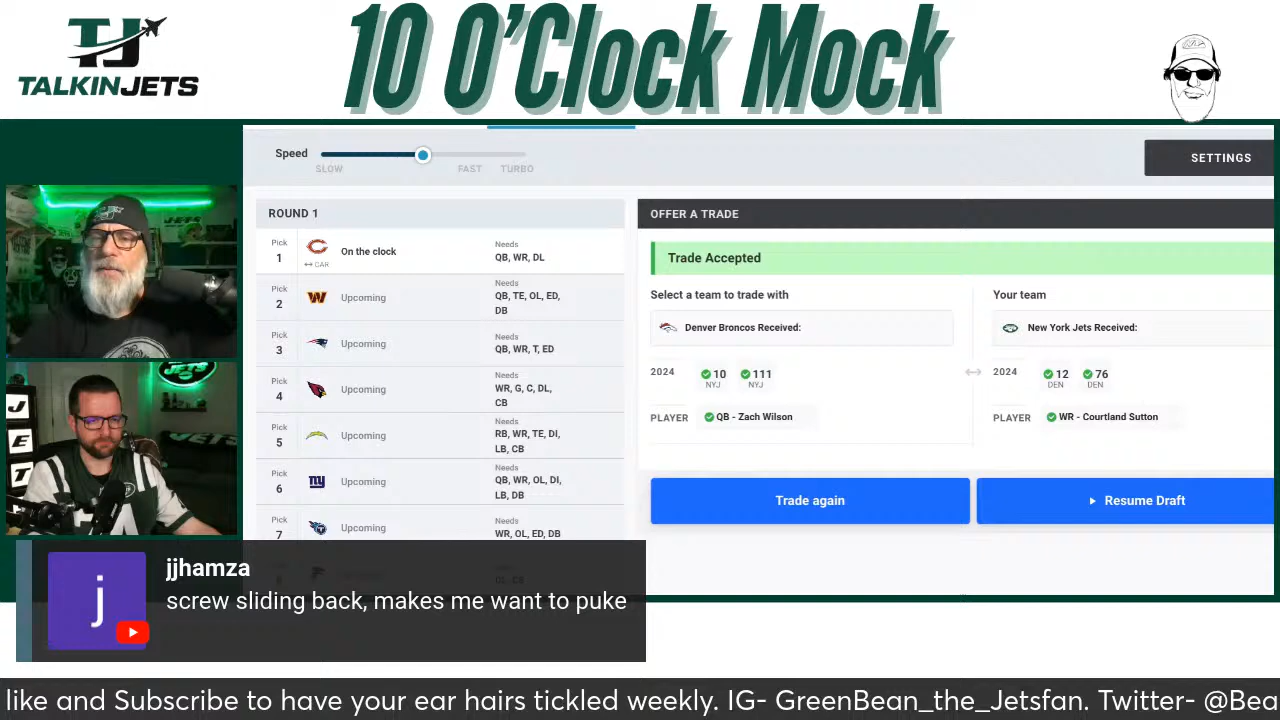 TJ
TALKINJETS
10 O'Clock Mock
Speed
SLOW
FAST
TURBO
SETTINGS
ROUND 1
Pick
1
CAR
On the clock
Needs
QB, WR, DL
Pick
2
W
Upcoming
Needs
QB, TE, OL, ED,
DB
Pick
3
Upcoming
Needs
QB, WR, T, ED
Pick
4
Upcoming
Needs
WR, G, C, DL,
CB
Pick
5
Upcoming
Needs
RB, WR, TE, DI,
LB, CB
Pick
6
ny
Upcoming
Needs
QB, WR, OL, DI,
LB, DB
Pick
7
Upcoming
Needs
WR, OL, ED, DB
OFFER A TRADE
Trade Accepted
Select a team to trade with
Denver Broncos Received:
2024
10
NYJ
111
NYJ
PLAYER
QB - Zach Wilson
Your team
New York Jets Received:
2024
12
DEN
76
DEN
PLAYER
WR - Courtland Sutton
Trade again
Resume Draft
JETS
J
E
T
j
jjhamza
screw sliding back, makes me want to puke
like and Subscribe to have your ear hairs tickled weekly. IG- GreenBean_the_Jetsfan. Twitter- @Bea